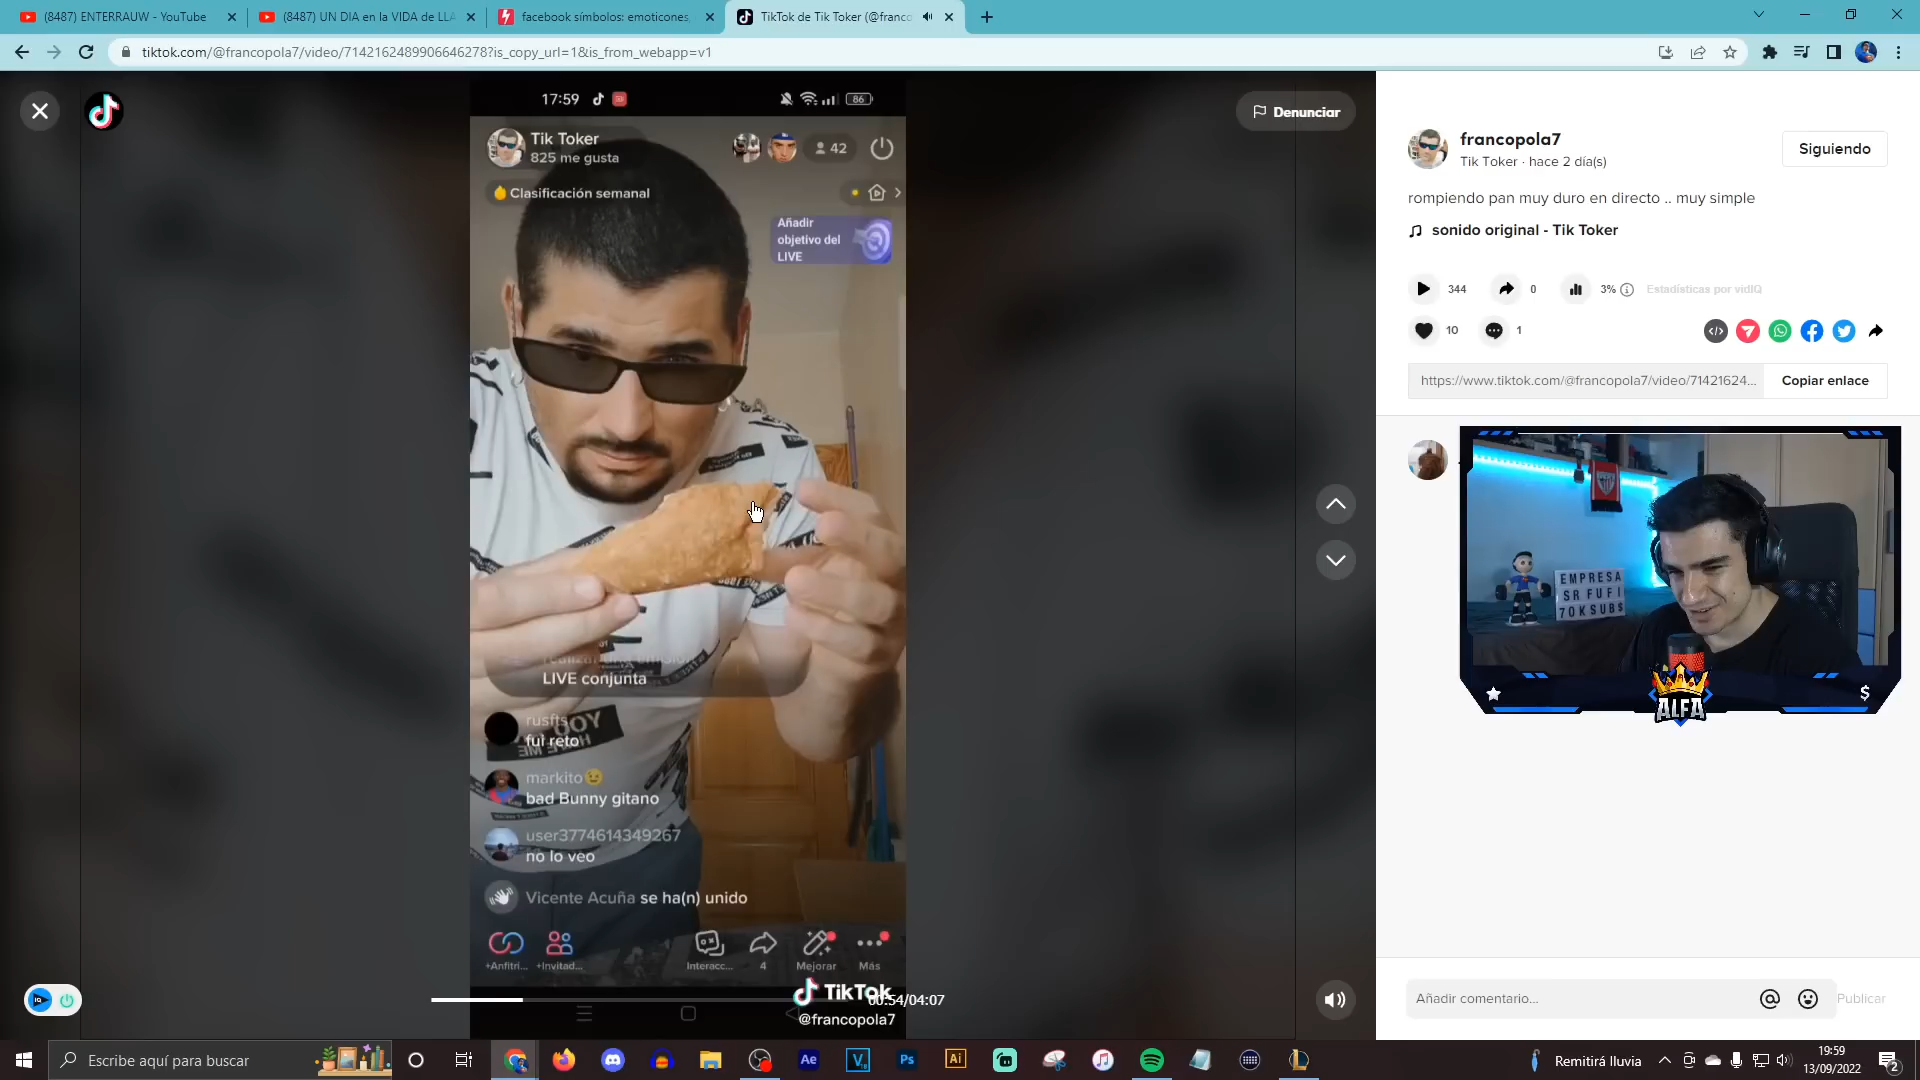 (8487) ENTERRAUW - YouTube
(8487) UN DIA en la VIDA de LLA
facebook símbolos: emoticones,
TikTok de Tik Toker (@franco
tiktok.com/@francopola7/video/7142162489906646278?is_copy_url=1&is_from_webapp=v1
17:59
86
Tik Toker
825 me gusta
42
Clasificación semanal
Añadir
objetivo del
LIVE
LIVE conjunta
rusfts
fui reto
markito😉
bad Bunny gitano
user3774614349267
no lo veo
Vicente Acuña se ha(n) unido
+Anfitri...
+Invitad...
Interacc...
4
Mejorar
Más
TikTok
@francopola7
00:54/04:07
Denunciar
francopola7
Tik Toker · hace 2 día(s)
Siguiendo
rompiendo pan muy duro en directo .. muy simple
sonido original - Tik Toker
344
0
3%
Estadísticas por vidIQ
10
1
https://www.tiktok.com/@francopola7/video/71421624...
Copiar enlace
EMPRESA
SR FUFI
70K SUBS
ALFA
$
Añadir comentario...
Publicar
Escribe aquí para buscar
Ae
Ps
Ai
Remitirá lluvia
19:59
13/09/2022
2